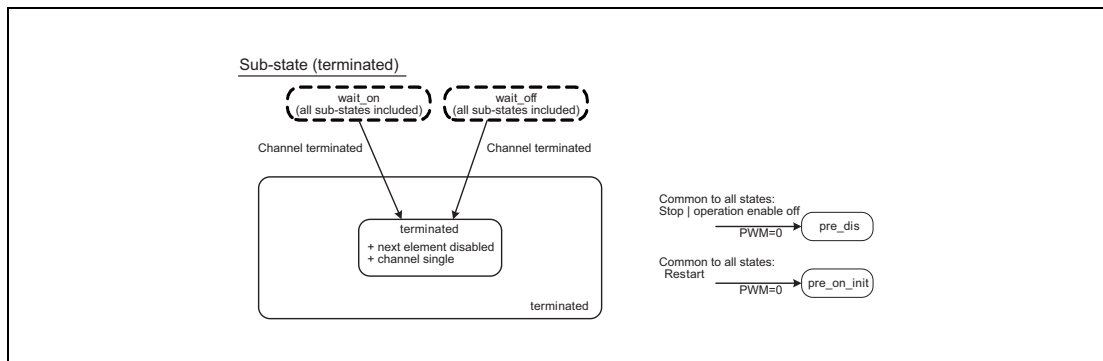 Sub-state (terminated)
wait_on
(all sub-states included)
wait_off
(all sub-states included)
Channel terminated
Channel terminated
terminated
+ next element disabled
+ channel single
terminated
Common to all states:
Stop | operation enable off
PWM=0
pre_dis
Common to all states:
Restart
PWM=0
pre_on_init